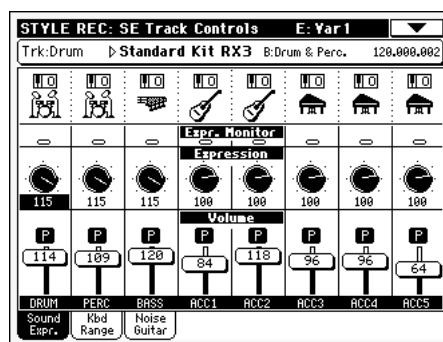 STYLE REC: SE Track Controls E: Var1
Trk:Drum ▷Standard Kit RX3 B:Drum & Perc. 120.000.002
Expr. Monitor
Expression
115 115 115 100 100 100 100 100
Volume
P P P P P P P P
114 109 120 84 118 96 96 64
DRUM PERC BASS ACC1 ACC2 ACC3 ACC4 ACC5
Sound Expr. Kbd Range Noise Guitar